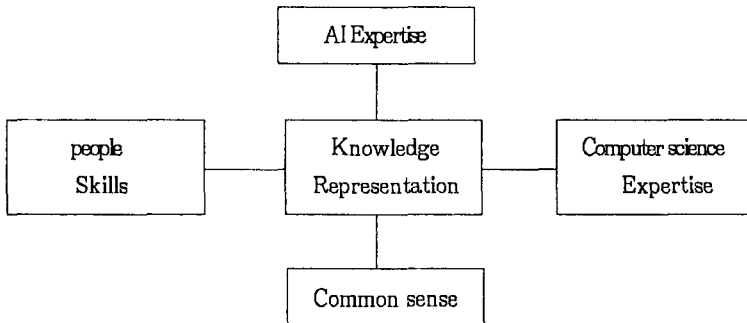 AI Expertise
people
Skills
Knowledge
Representation
Computer science
Expertise
Common sense